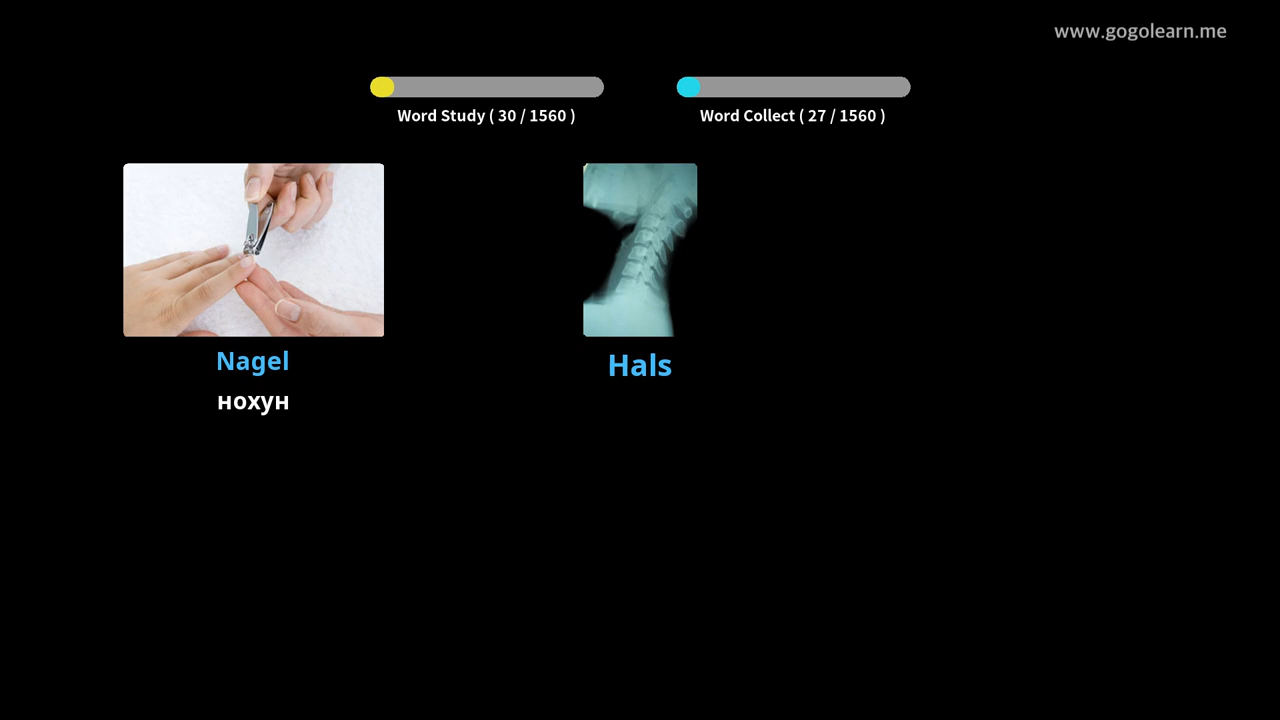 www.gogolearn.me
Word Study ( 30 / 1560 )
Word Collect ( 27 / 1560 )
Nagel
нохун
Hals